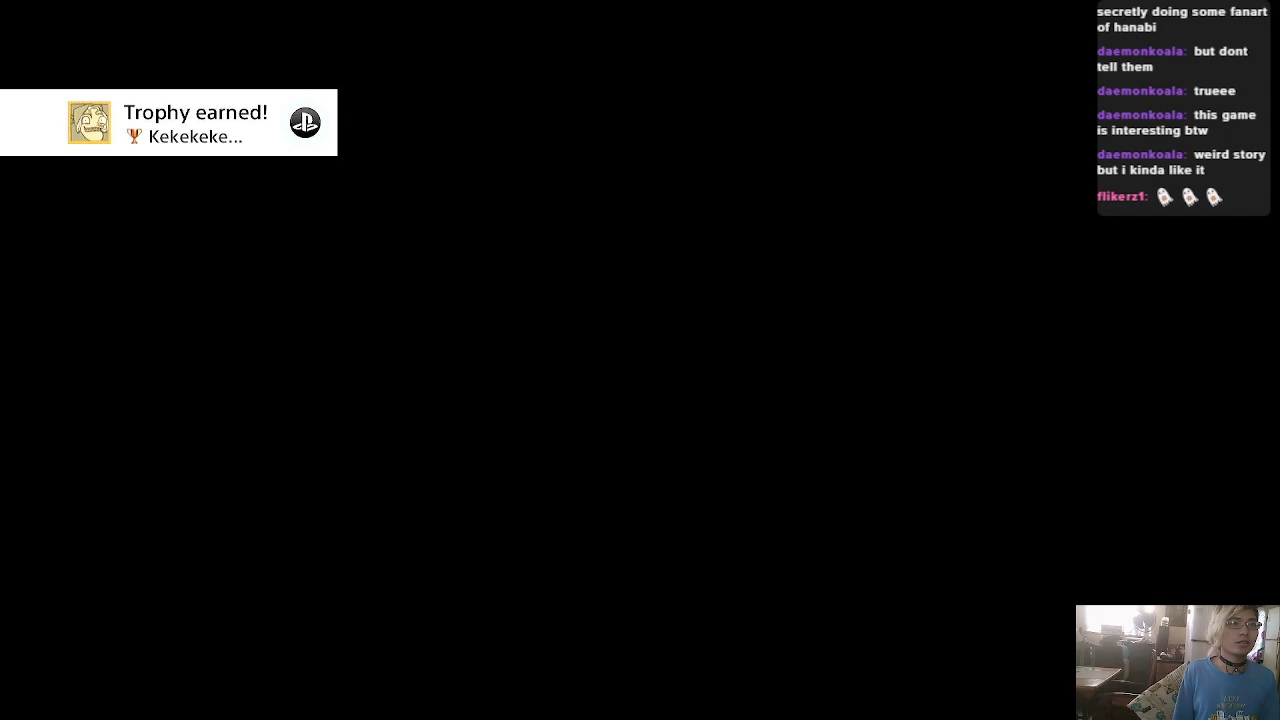 Trophy earned!
Kekekeke...
secretly doing some fanart
of hanabi
daemonkoala: but dont
tell them
daemonkoala: trueee
daemonkoala: this game
is interesting btw
daemonkoala: weird story
but i kinda like it
flikerz1: